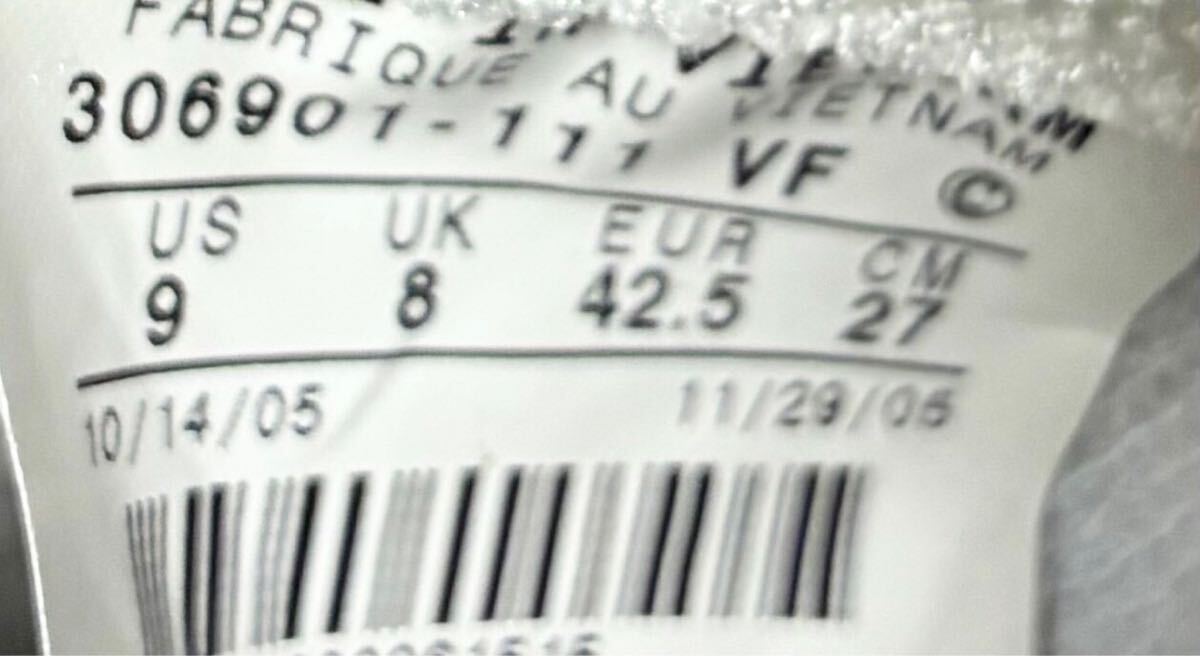 FABRIQUE AU VIETNAM
306901-111 VF ©
US UK EUR CM
9 8 42.5 27
10/14/05 11/29/05